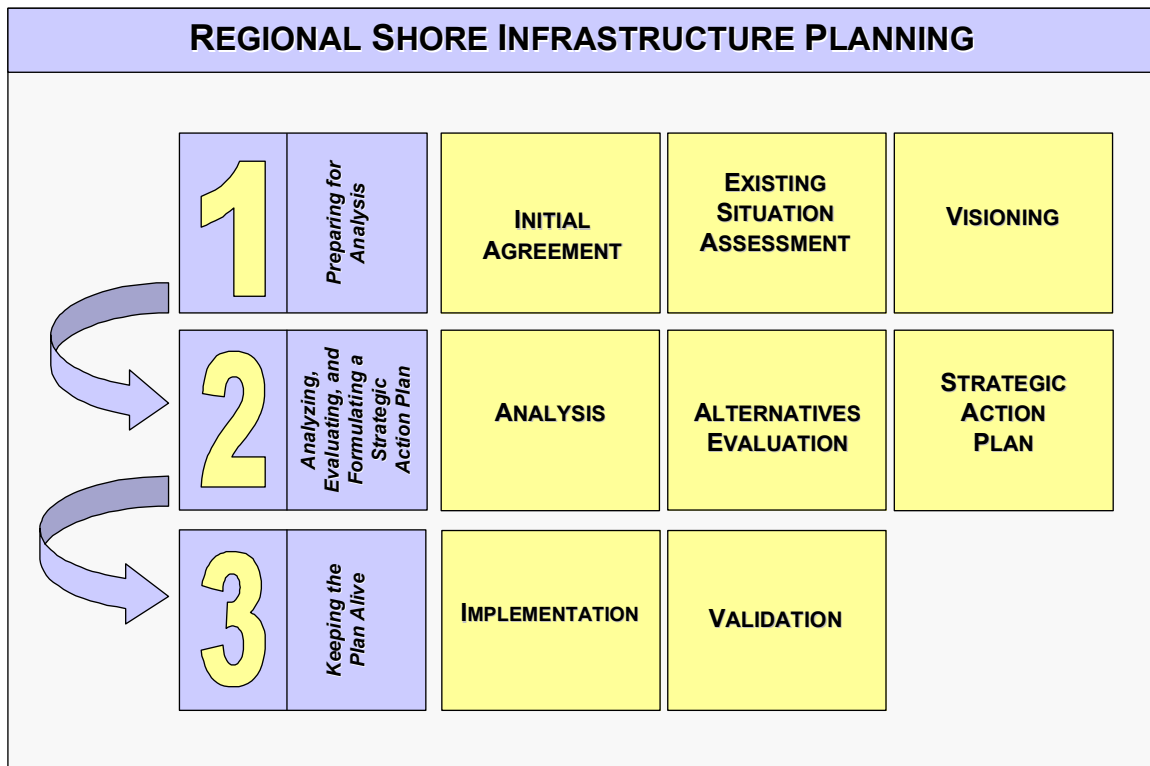 REGIONAL SHORE INFRASTRUCTURE PLANNING
1
Preparing for
Analysis
INITIAL
AGREEMENT
EXISTING
SITUATION
ASSESSMENT
VISIONING
2
Analyzing,
Evaluating, and
Formulating a
Strategic
Action Plan
ANALYSIS
ALTERNATIVES
EVALUATION
STRATEGIC
ACTION
PLAN
3
Keeping the
Plan Alive
IMPLEMENTATION
VALIDATION